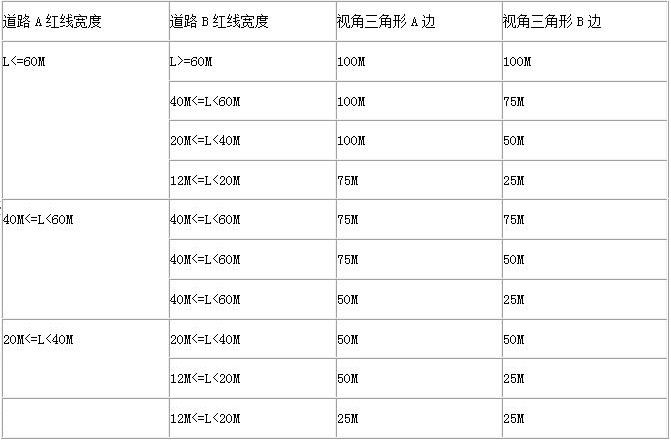 道路 A 红线宽度 道路 B 红线宽度 视角三角形 A 边 视角三角形 B 边
L<=60M L>=60M 100M 100M
40M<=L<60M 100M 75M
20M<=L<40M 100M 50M
12M<=L<20M 75M 25M
40M<=L<60M 40M<=L<60M 75M 75M
40M<=L<60M 75M 50M
40M<=L<60M 50M 25M
20M<=L<40M 20M<=L<40M 50M 50M
12M<=L<20M 50M 25M
12M<=L<20M 25M 25M